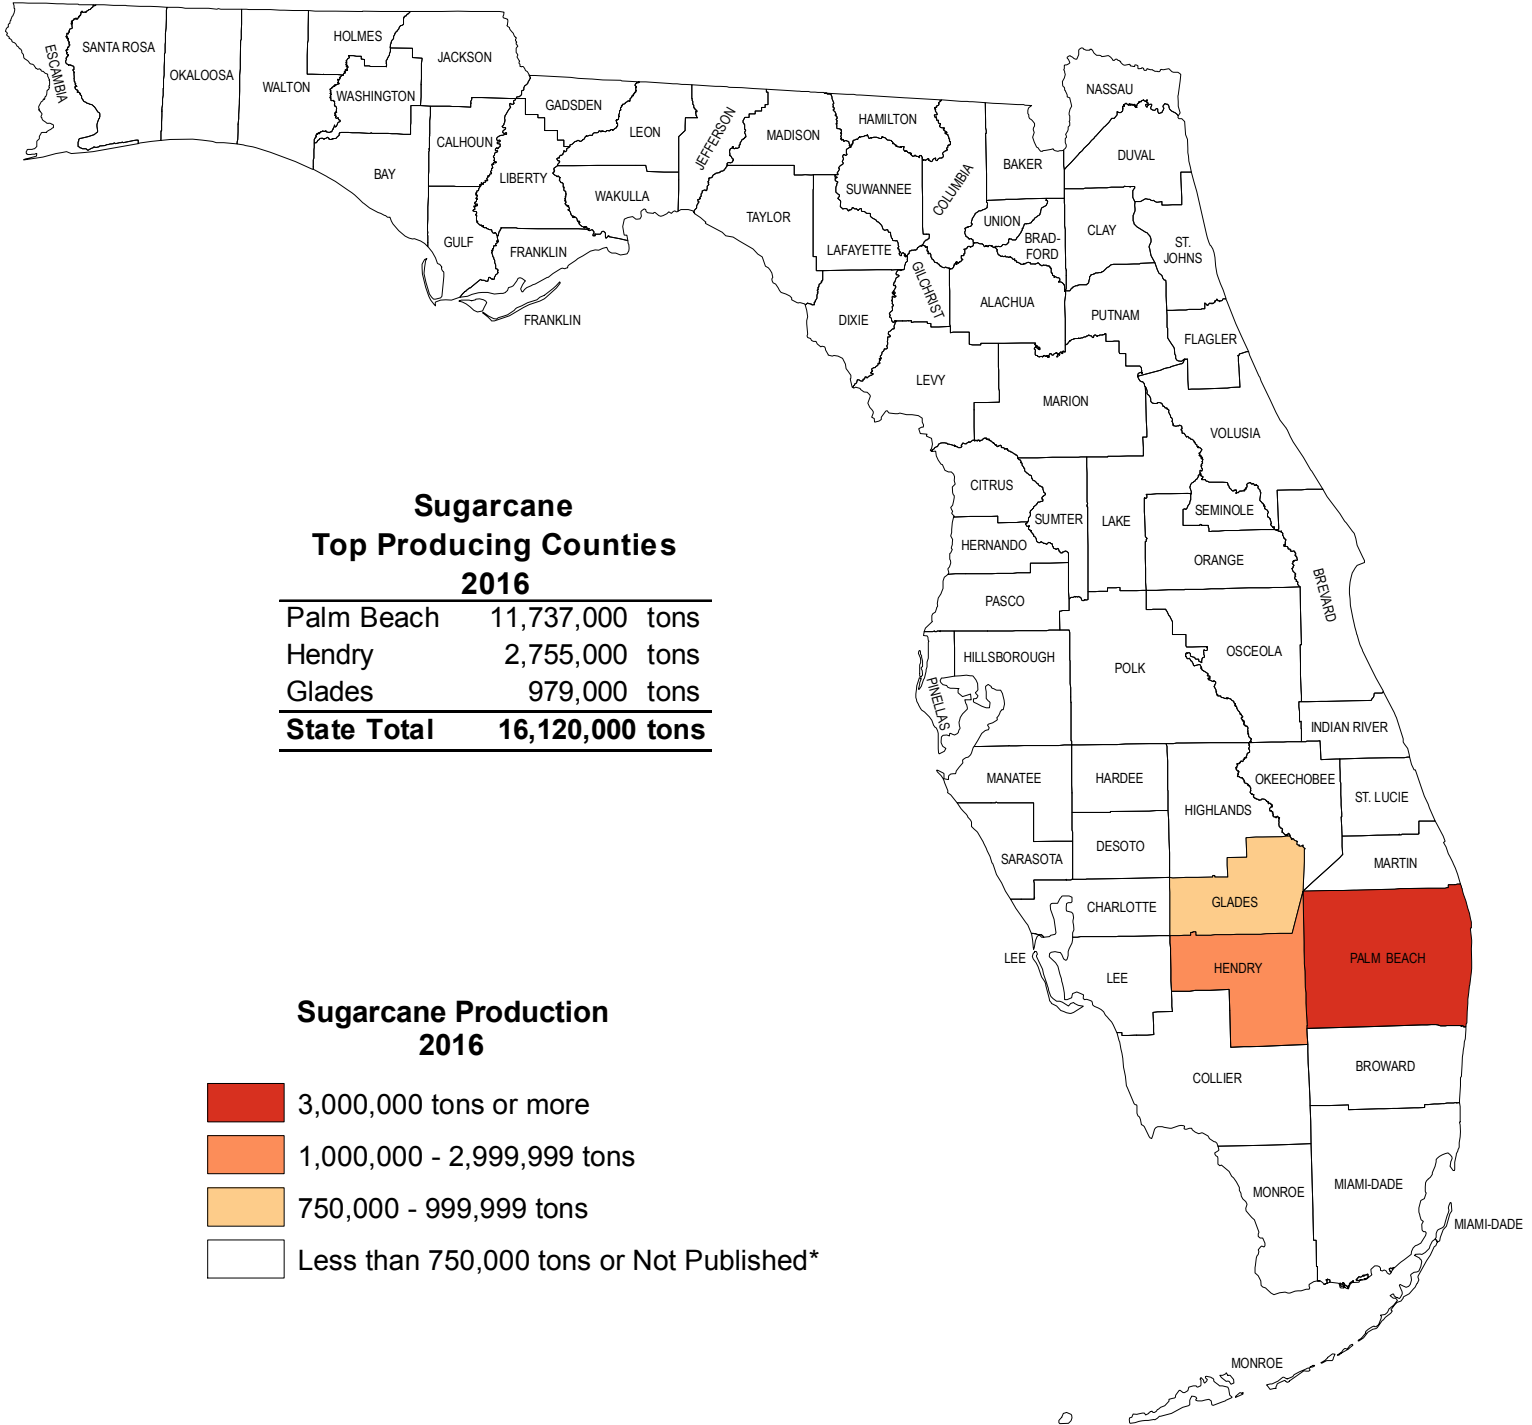 HOLMES
SANTA ROSA
JACKSON
ESCAMBIA
OKALOOSA
WALTON
WASHINGTON
NASSAU
GADSDEN
HAMILTON
LEON
JEFFERSON
MADISON
CALHOUN
DUVAL
BAKER
BAY
LIBERTY
COLUMBIA
SUWANNEE
WAKULLA
TAYLOR
UNION
CLAY
GULF
BRAD-
FORD
ST.
JOHNS
FRANKLIN
LAFAYETTE
GILCHRIST
ALACHUA
PUTNAM
FRANKLIN
DIXIE
FLAGLER
LEVY
MARION
VOLUSIA
CITRUS
SEMINOLE
SUMTER
LAKE
HERNANDO
ORANGE
BREVARD
PASCO
OSCEOLA
HILLSBOROUGH
POLK
PINELLAS
INDIAN RIVER
MANATEE
HARDEE
OKEECHOBEE
ST. LUCIE
HIGHLANDS
DESOTO
SARASOTA
MARTIN
GLADES
CHARLOTTE
LEE
PALM BEACH
HENDRY
LEE
BROWARD
COLLIER
MIAMI-DADE
MONROE
MIAMI-DADE
MONROE
Sugarcane
Top Producing Counties
2016
Palm Beach 11,737,000 tons
Hendry 2,755,000 tons
Glades 979,000 tons
State Total 16,120,000 tons
Sugarcane Production
2016
3,000,000 tons or more
1,000,000 - 2,999,999 tons
750,000 - 999,999 tons
Less than 750,000 tons or Not Published*